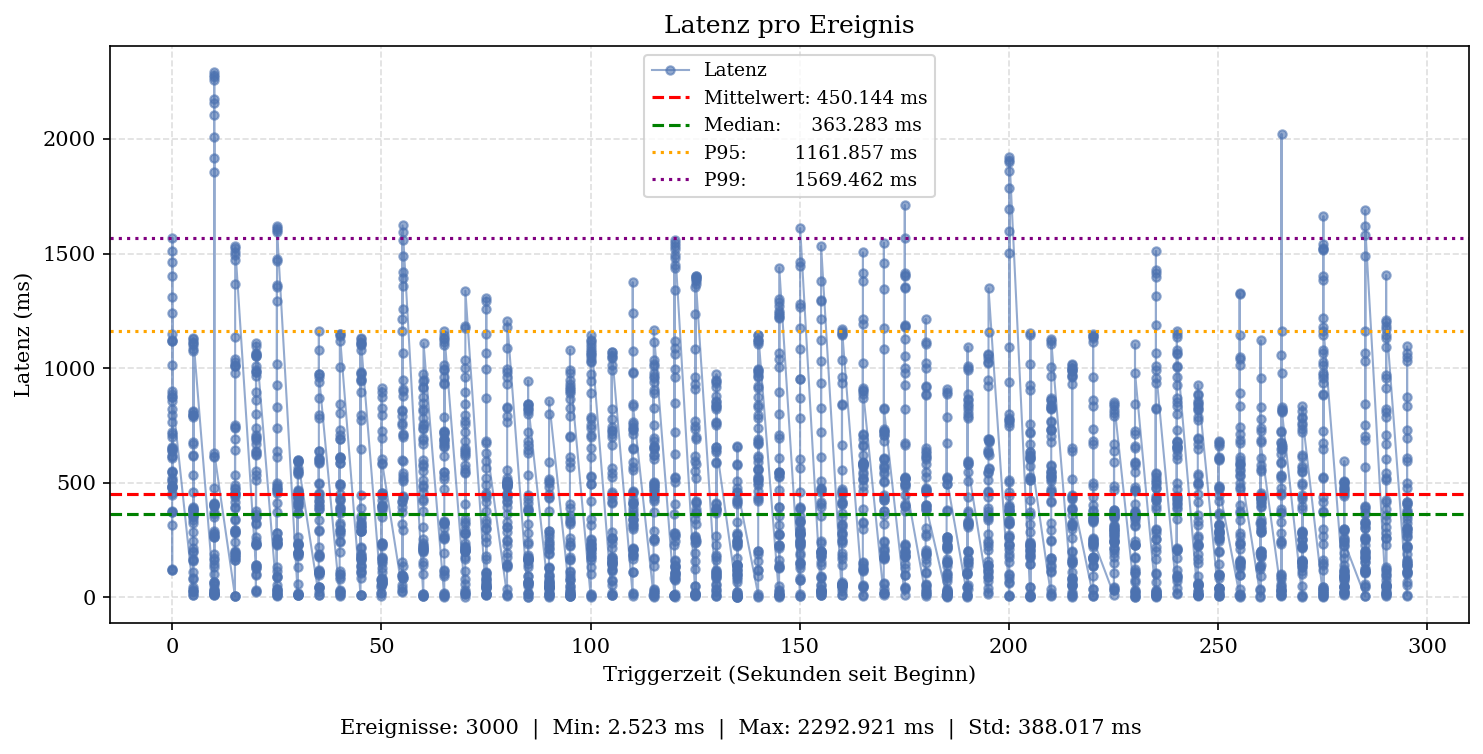 Latenz pro Ereignis
Latenz
Mittelwert: 450.144 ms
Median: 363.283 ms
P95: 1161.857 ms
P99: 1569.462 ms
Latenz (ms)
2000
1500
1000
500
0
0 50 100 150 200 250 300
Triggerzeit (Sekunden seit Beginn)
Ereignisse: 3000 | Min: 2.523 ms | Max: 2292.921 ms | Std: 388.017 ms